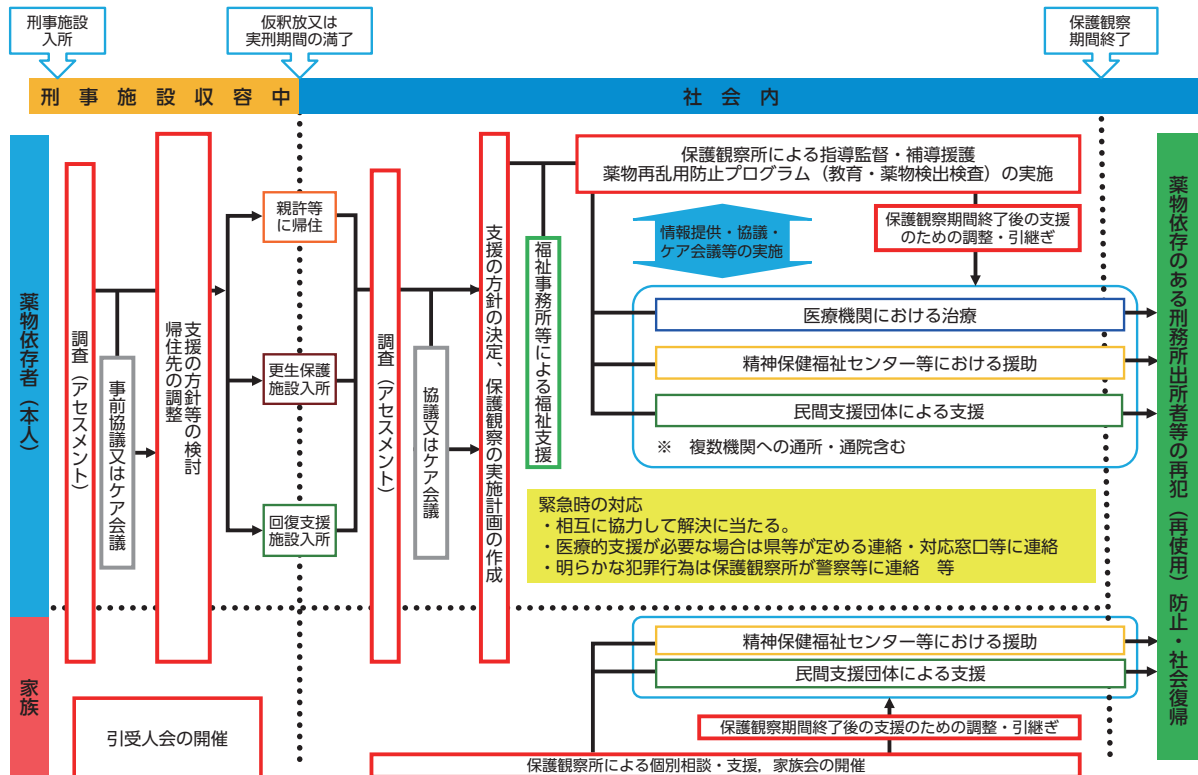 刑事施設
入所
仮釈放又は
実刑期間の満了
保護観察
期間終了
刑事施設収容中
社会内
薬物依存者（本人）
調査（アセスメント）
事前協議又はケア会議
支援の方針等の検討
帰住先の調整
親許等
に帰住
更生保護
施設入所
回復支援
施設入所
調査（アセスメント）
協議又はケア会議
支援の方針の決定、保護観察の実施計画の作成
福祉事務所等による福祉支援
保護観察所による指導監督・補導援護
薬物再乱用防止プログラム（教育・薬物検出検査）の実施
情報提供・協議・
ケア会議等の実施
保護観察期間終了後の支援
のための調整・引継ぎ
医療機関における治療
精神保健福祉センター等における援助
民間支援団体による支援
※　複数機関への通所・通院含む
緊急時の対応
・相互に協力して解決に当たる。
・医療的支援が必要な場合は県等が定める連絡・対応窓口等に連絡
・明らかな犯罪行為は保護観察所が警察等に連絡　等
薬物依存のある刑務所出所者等の再犯（再使用）防止・社会復帰
家族
引受人会の開催
精神保健福祉センター等における援助
民間支援団体による支援
保護観察期間終了後の支援のための調整・引継ぎ
保護観察所による個別相談・支援，家族会の開催